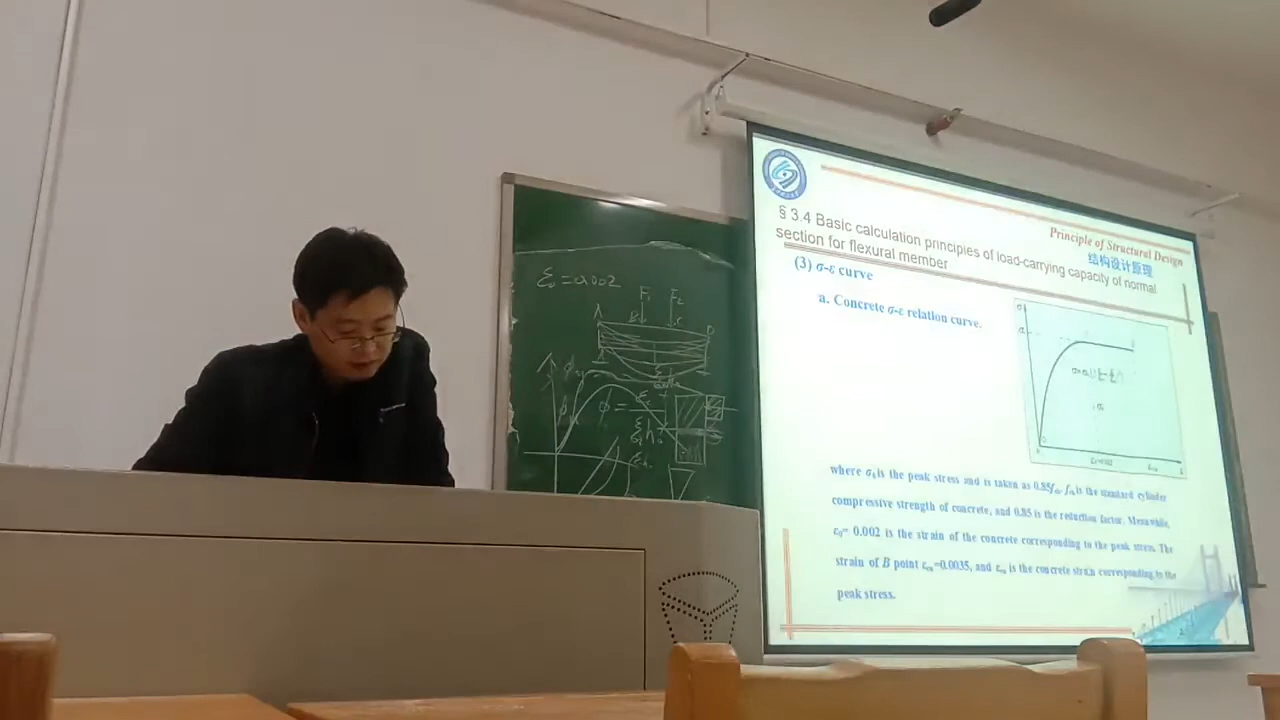 ε₀=0.002
F₁ F₂
A
B
C
D
ϕ
ϕ=
§ 3.4 Basic calculation principles of load-carrying capacity of normal
section for flexural member
Principle of Structural Design
结构设计原理
(3) σ-ε curve
a. Concrete σ-ε relation curve.
where σ₀ is the peak stress and is taken as 0.85fck. fck is the standard cylinder
compressive strength of concrete, and 0.85 is the reduction factor. Meanwhile,
ε₀= 0.002 is the strain of the concrete corresponding to the peak stress. The
strain of B point εcu=0.0035, and εcu is the concrete strain corresponding to the
peak stress.